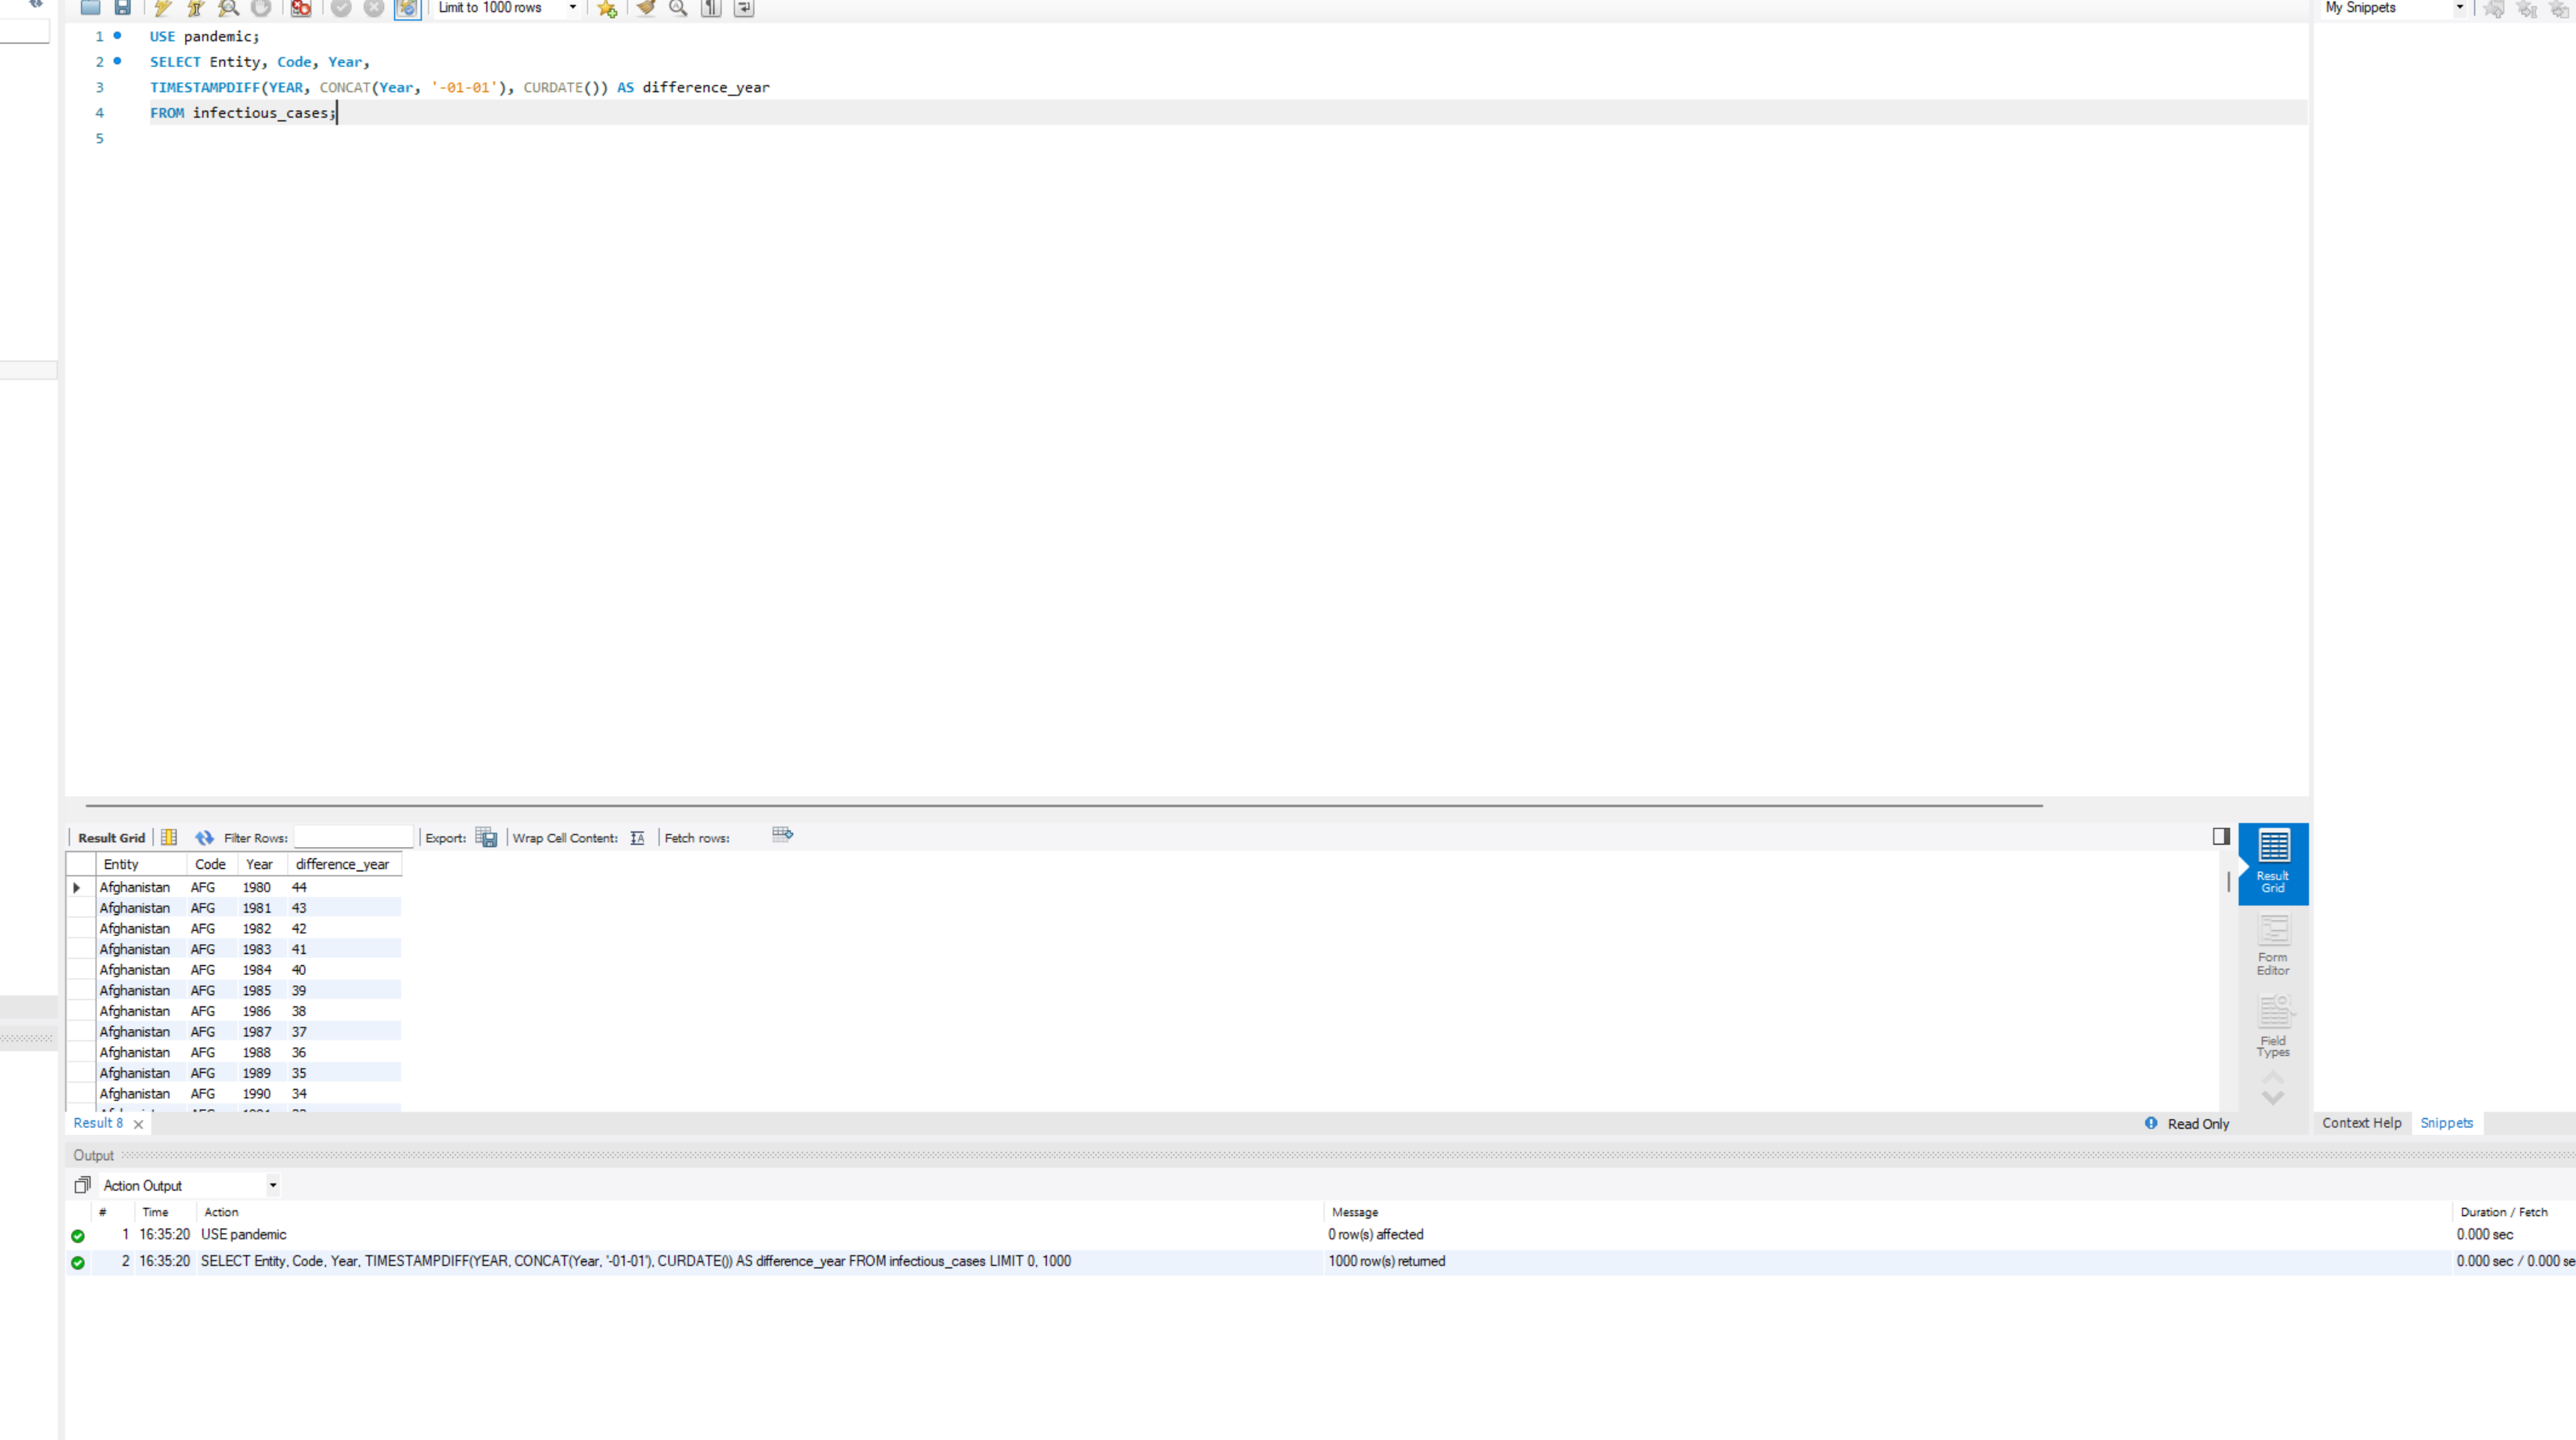 Limit to 1000 rows
My Snippets
1 USE pandemic;
2 SELECT Entity, Code, Year,
3 TIMESTAMPDIFF(YEAR, CONCAT(Year, '-01-01'), CURDATE()) AS difference_year
4 FROM infectious_cases;
5
Result Grid Filter Rows: Export: Wrap Cell Content: Fetch rows:
Entity Code Year difference_year
Afghanistan AFG 1980 44
Afghanistan AFG 1981 43
Afghanistan AFG 1982 42
Afghanistan AFG 1983 41
Afghanistan AFG 1984 40
Afghanistan AFG 1985 39
Afghanistan AFG 1986 38
Afghanistan AFG 1987 37
Afghanistan AFG 1988 36
Afghanistan AFG 1989 35
Afghanistan AFG 1990 34
Result
Grid
Form
Editor
Field
Types
Result 8
Read Only
Context Help Snippets
Output
Action Output
# Time Action Message Duration / Fetch
1 16:35:20 USE pandemic 0 row(s) affected 0.000 sec
2 16:35:20 SELECT Entity, Code, Year, TIMESTAMPDIFF(YEAR, CONCAT(Year, '-01-01'), CURDATE()) AS difference_year FROM infectious_cases LIMIT 0, 1000 1000 row(s) returned 0.000 sec / 0.000 se